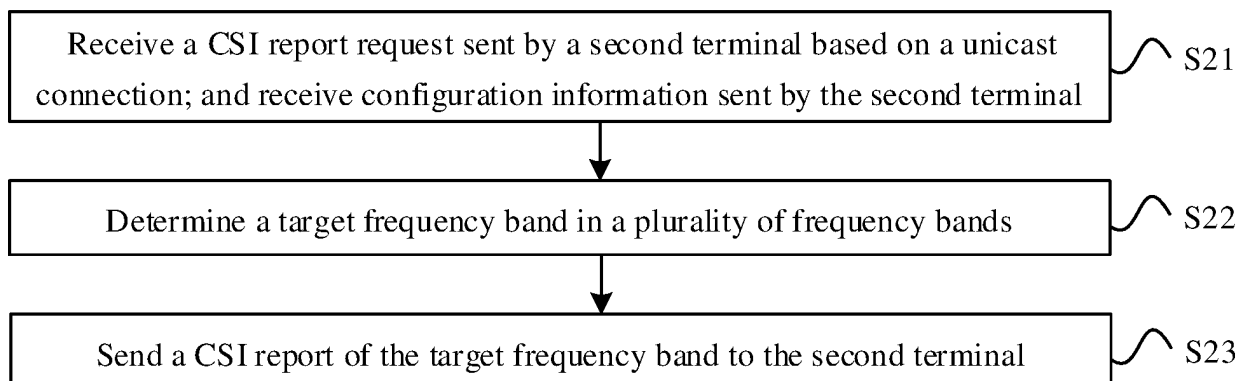 Receive a CSI report request sent by a second terminal based on a unicast
connection; and receive configuration information sent by the second terminal
S21
Determine a target frequency band in a plurality of frequency bands
S22
Send a CSI report of the target frequency band to the second terminal
S23